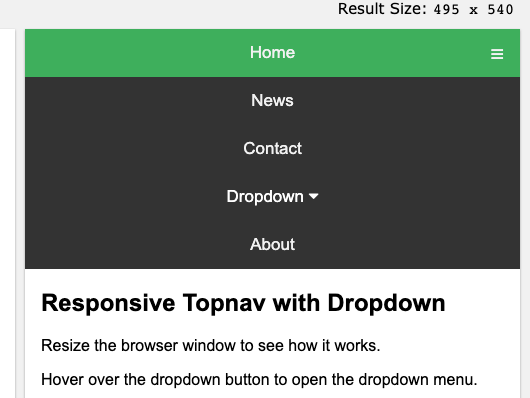 Result Size: 495 x 540
Home
News
Contact
Dropdown
About
Responsive Topnav with Dropdown
Resize the browser window to see how it works.
Hover over the dropdown button to open the dropdown menu.